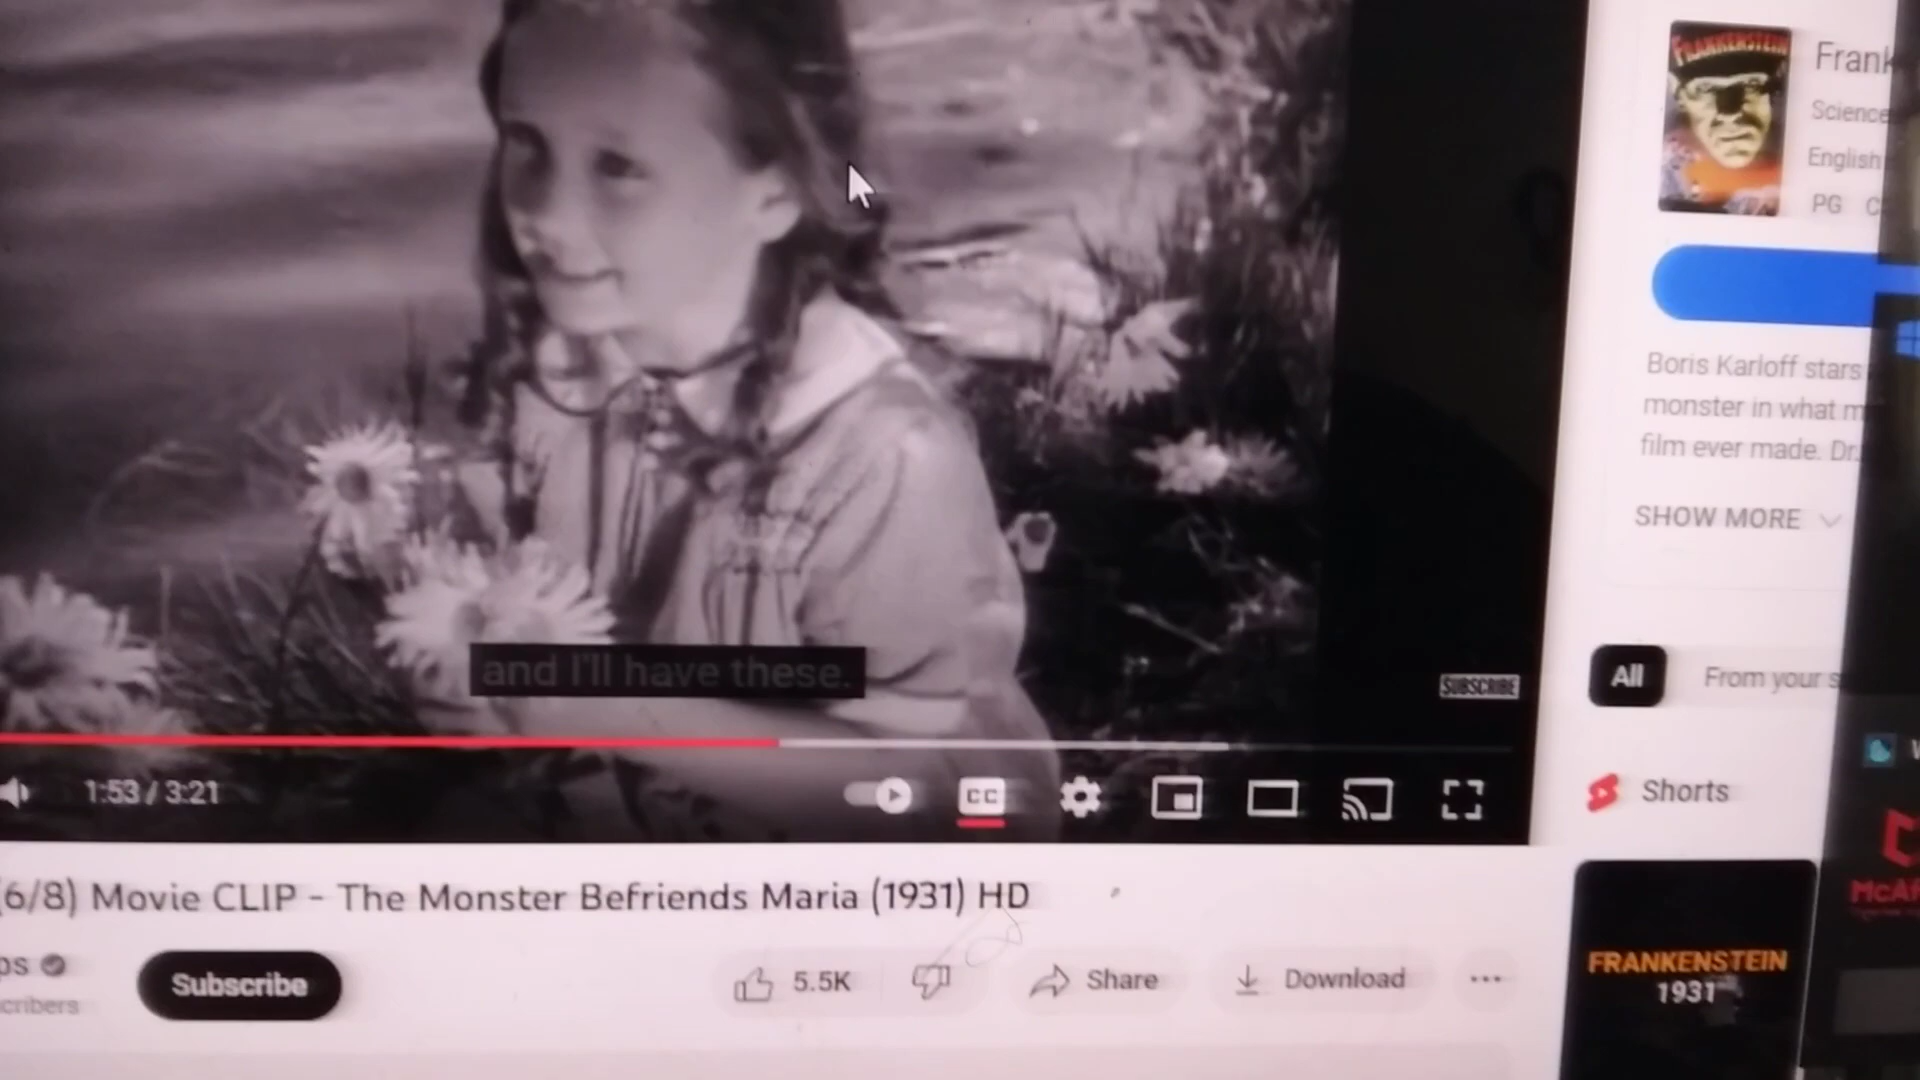 FRANKENSTEIN
Science
English
PG
Boris Karloff stars
monster in what
film ever made. Dr.
SHOW MORE
and I'll have these.
SUBSCRIBE
All
From your
1:53 / 3:21
CC
Shorts
(6/8) Movie CLIP - The Monster Befriends Maria (1931) HD
Subscribe
5.5K
Share
Download
FRANKENSTEIN
1931